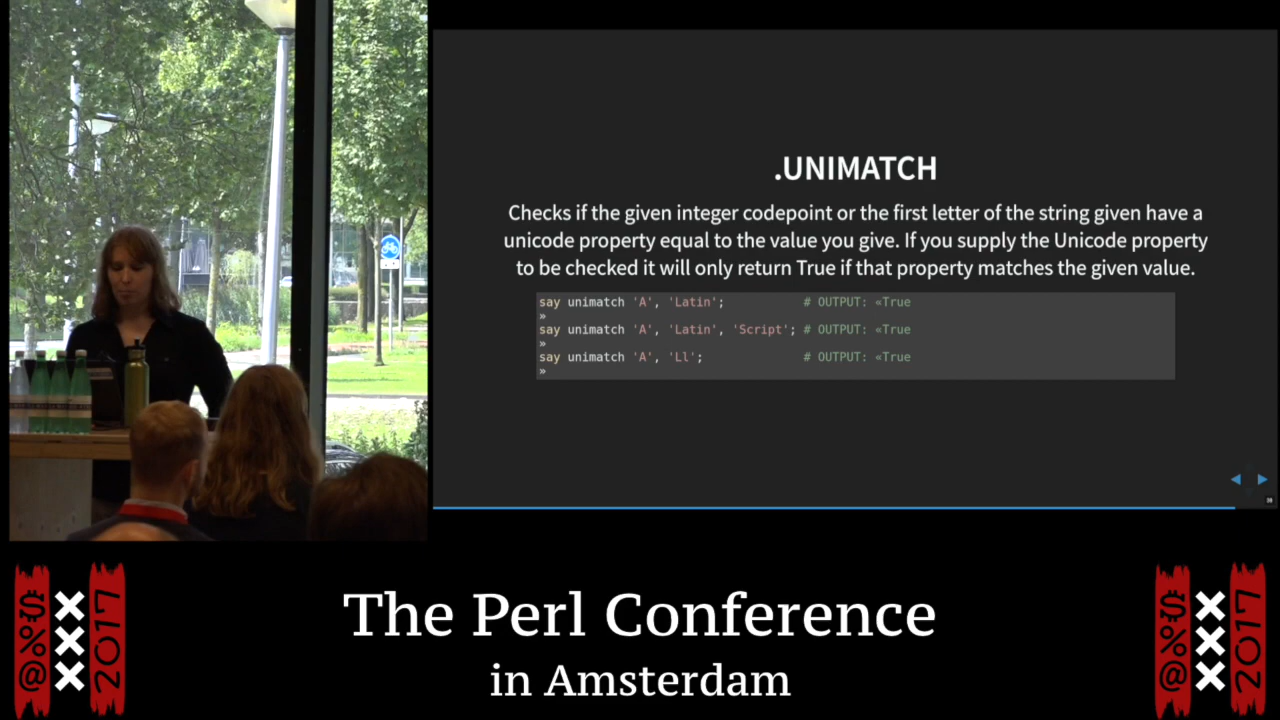 .UNIMATCH
Checks if the given integer codepoint or the first letter of the string given have a
unicode property equal to the value you give. If you supply the Unicode property
to be checked it will only return True if that property matches the given value.
say unimatch 'A', 'Latin';           # OUTPUT: «True
»
say unimatch 'A', 'Latin', 'Script'; # OUTPUT: «True
»
say unimatch 'A', 'Ll';              # OUTPUT: «True
»
38
$%@ XXX 2017
The Perl Conference
in Amsterdam
$%@ XXX 2017